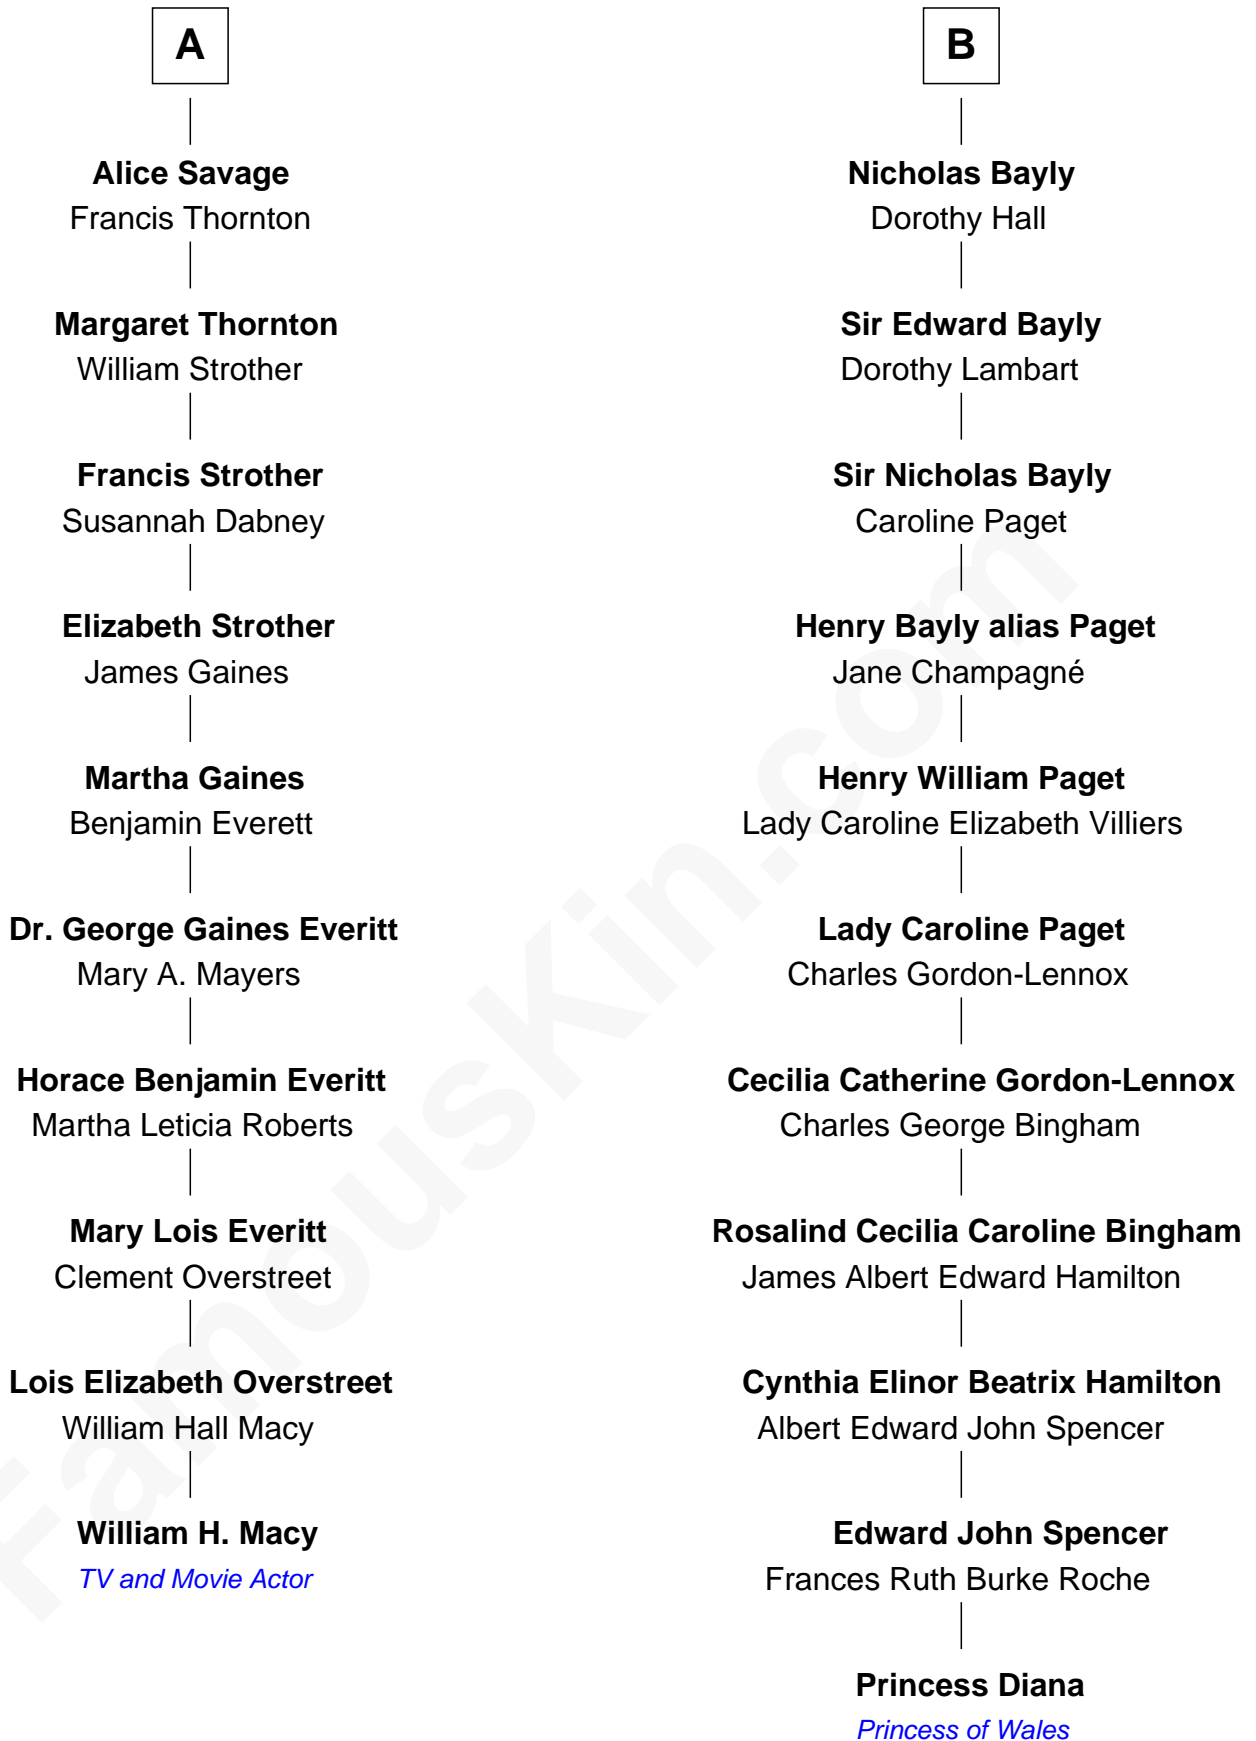 A
Alice Savage
Francis Thornton
Margaret Thornton
William Strother
Francis Strother
Susannah Dabney
Elizabeth Strother
James Gaines
Martha Gaines
Benjamin Everett
Dr. George Gaines Everitt
Mary A. Mayers
Horace Benjamin Everitt
Martha Leticia Roberts
Mary Lois Everitt
Clement Overstreet
Lois Elizabeth Overstreet
William Hall Macy
William H. Macy
TV and Movie Actor
B
Nicholas Bayly
Dorothy Hall
Sir Edward Bayly
Dorothy Lambart
Sir Nicholas Bayly
Caroline Paget
Henry Bayly alias Paget
Jane Champagné
Henry William Paget
Lady Caroline Elizabeth Villiers
Lady Caroline Paget
Charles Gordon-Lennox
Cecilia Catherine Gordon-Lennox
Charles George Bingham
Rosalind Cecilia Caroline Bingham
James Albert Edward Hamilton
Cynthia Elinor Beatrix Hamilton
Albert Edward John Spencer
Edward John Spencer
Frances Ruth Burke Roche
Princess Diana
Princess of Wales
FamousKin.com